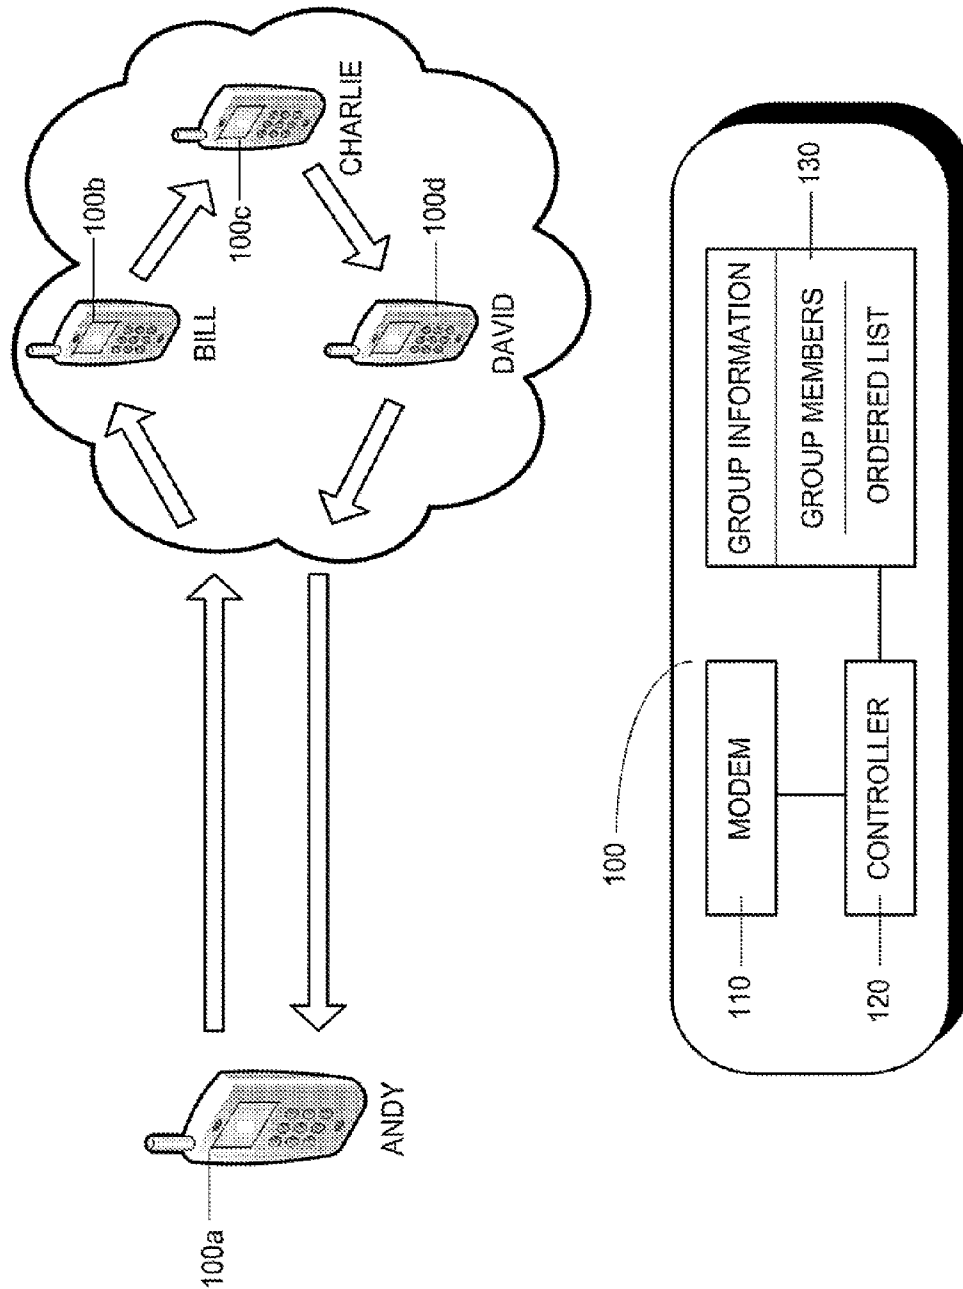 100a
ANDY
100b
BILL
100c
CHARLIE
100d
DAVID
100
110
MODEM
120
CONTROLLER
GROUP INFORMATION
GROUP MEMBERS
ORDERED LIST
130